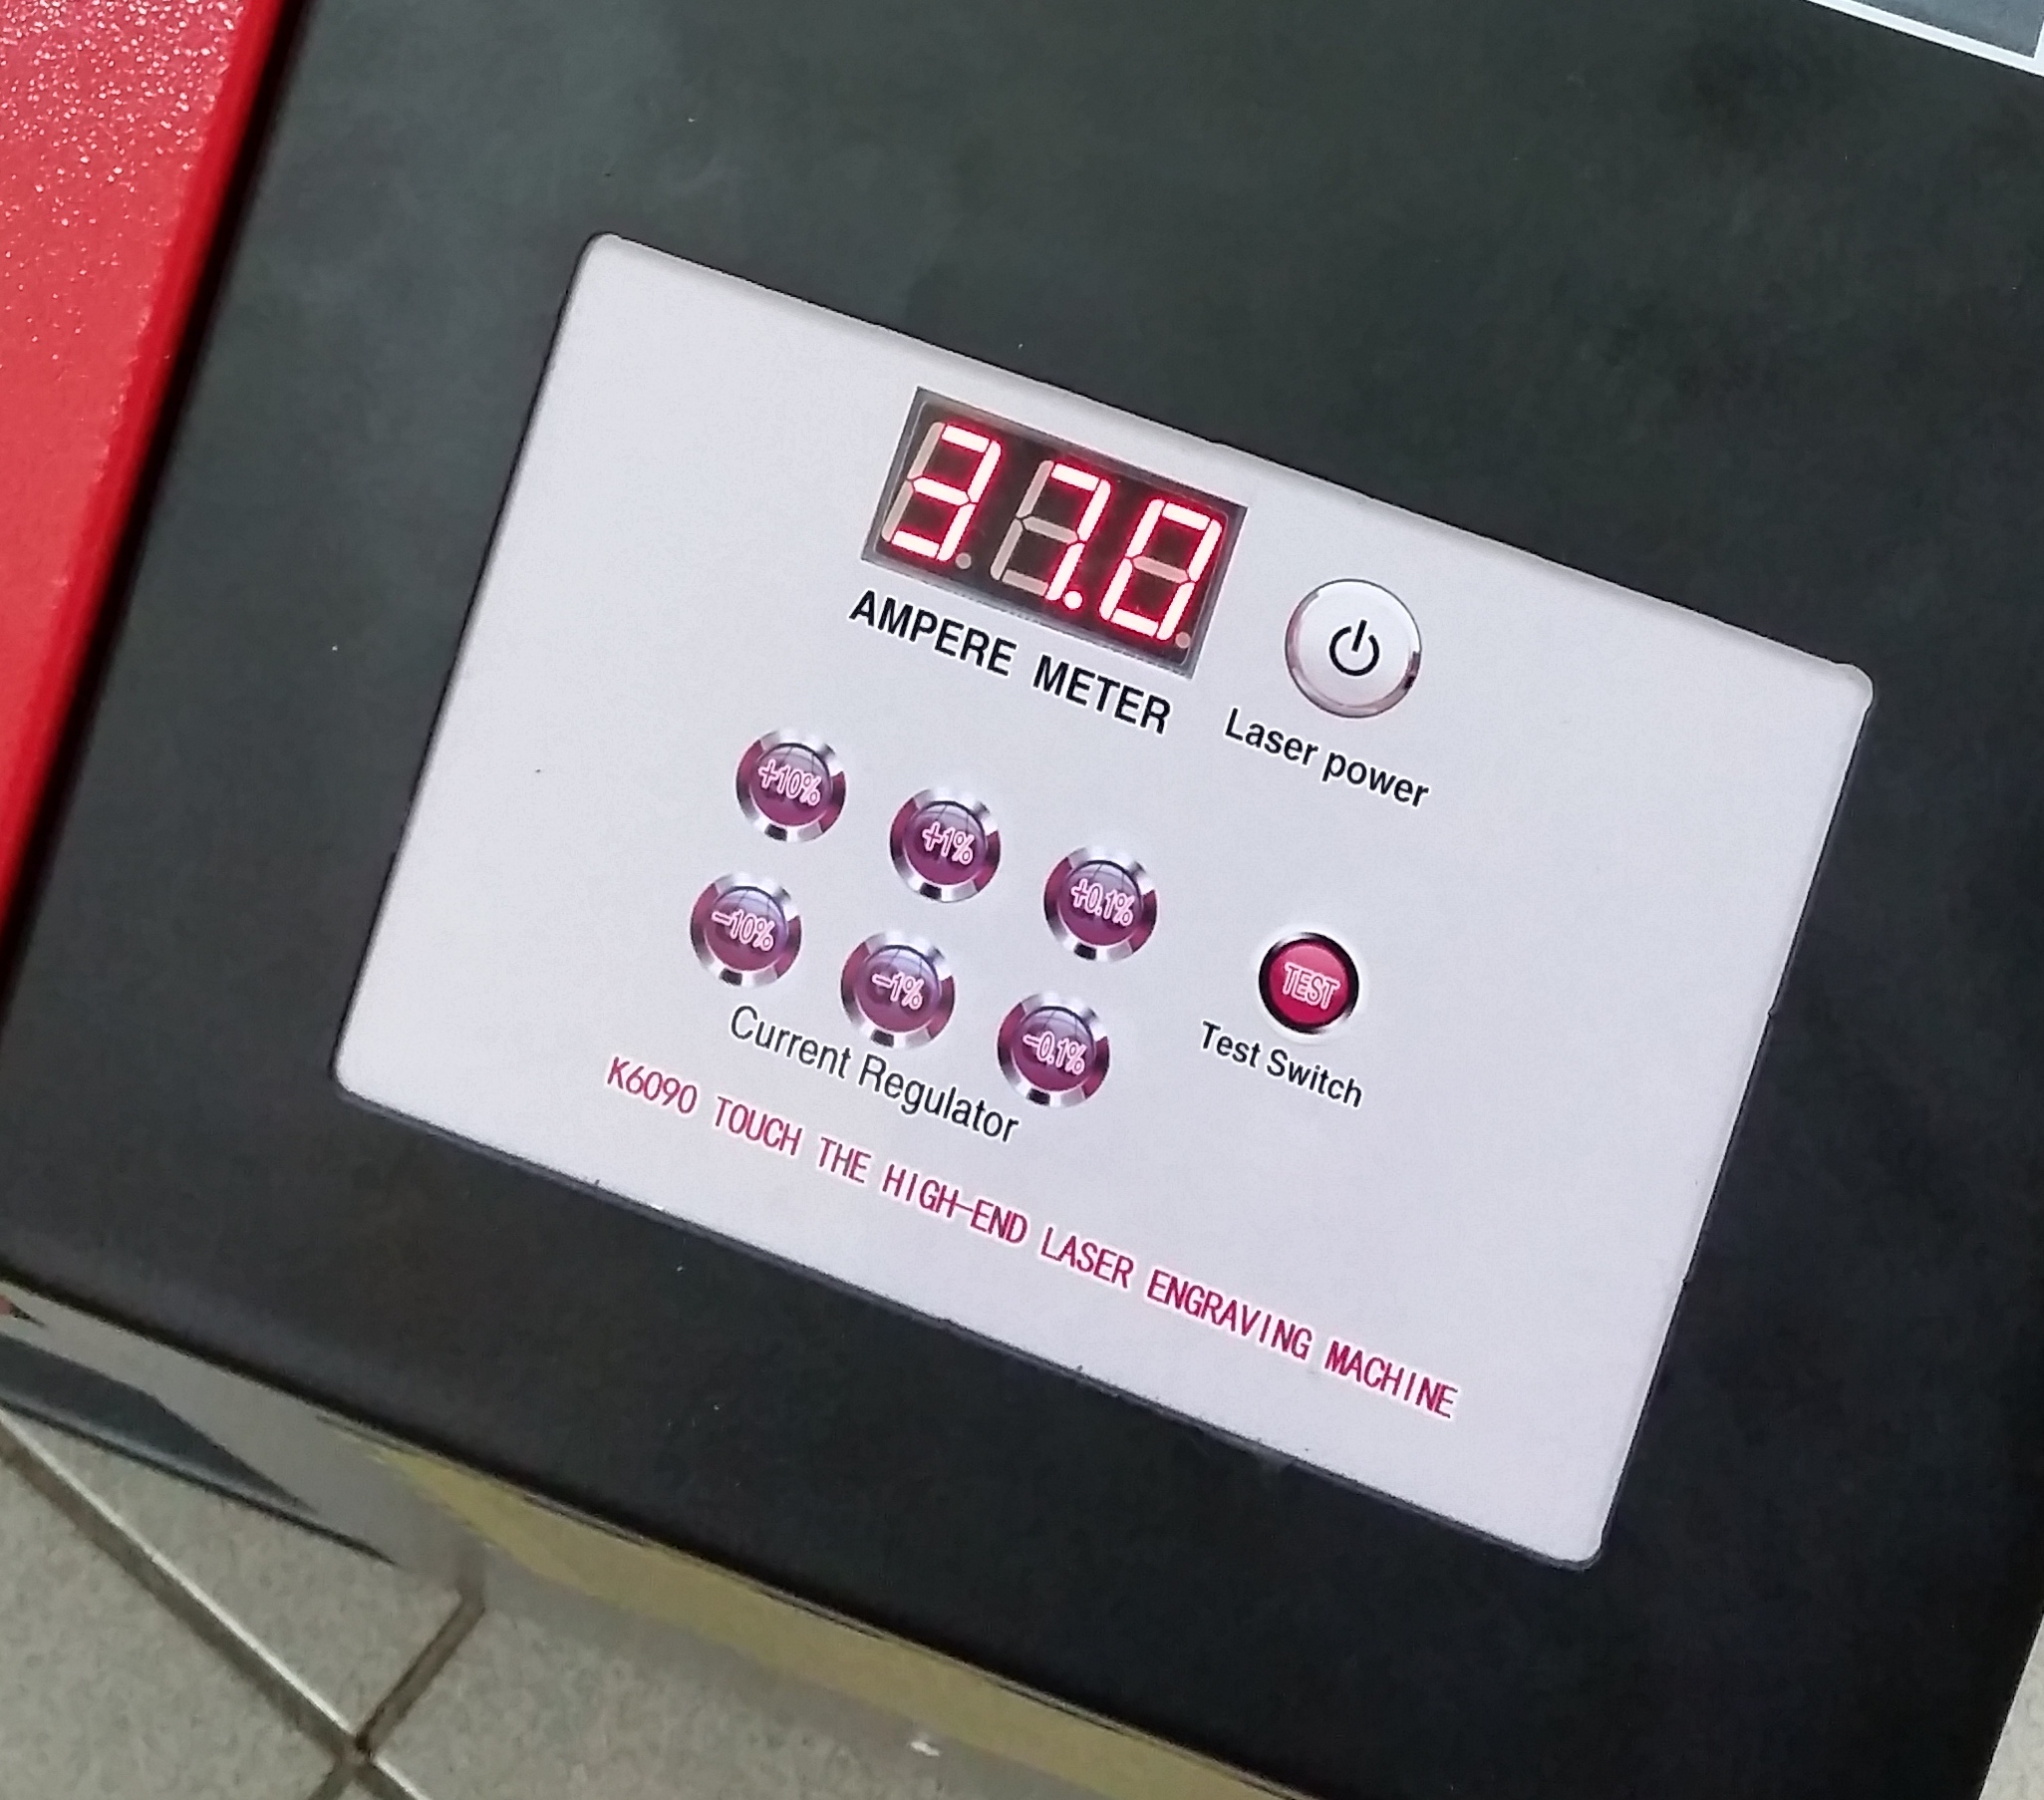 37.0
AMPERE METER
Laser power
+10%
+1%
+0.1%
-10%
-1%
-0.1%
TEST
Current Regulator
Test Switch
K6090 TOUCH THE HIGH-END LASER ENGRAVING MACHINE